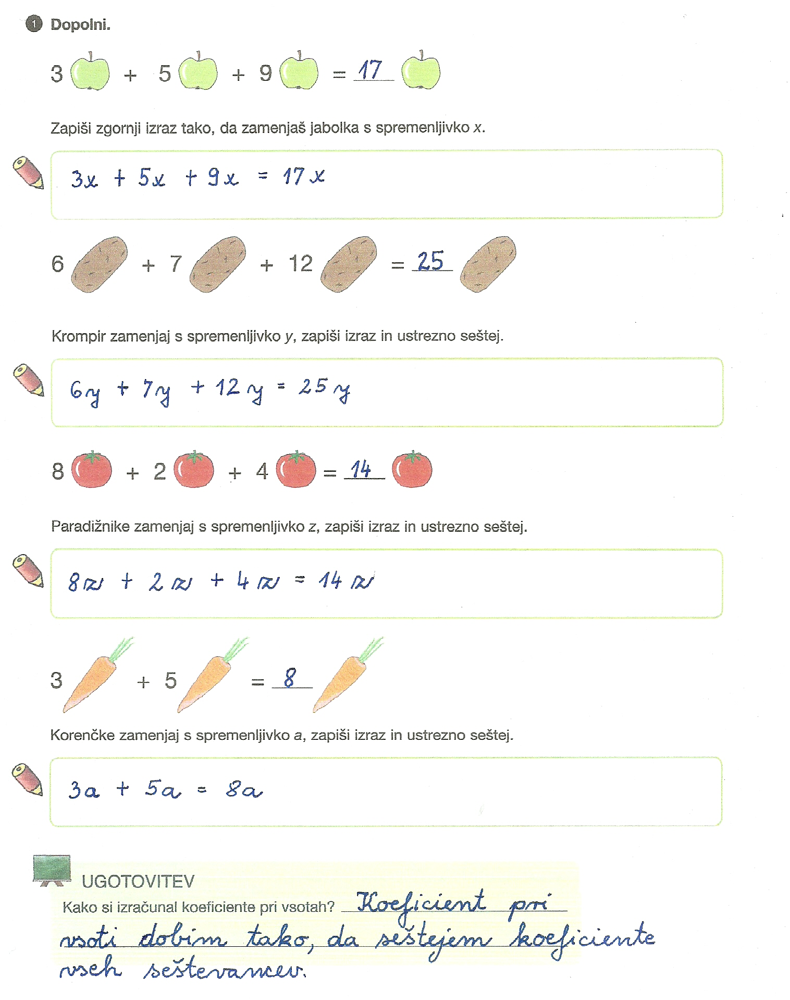 1 Dopolni.
3 + 5 + 9 = 17
Zapiši zgornji izraz tako, da zamenjaš jabolka s spremenljivko x.
3x + 5x + 9x = 17x
6 + 7 + 12 = 25
Krompir zamenjaj s spremenljivko y, zapiši izraz in ustrezno seštej.
6y + 7y + 12y = 25y
8 + 2 + 4 = 14
Paradižnike zamenjaj s spremenljivko z, zapiši izraz in ustrezno seštej.
8z + 2z + 4z = 14z
3 + 5 = 8
Korenčke zamenjaj s spremenljivko a, zapiši izraz in ustrezno seštej.
3a + 5a = 8a
UGOTOVITEV
Kako si izračunal koeficiente pri vsotah? Koeficient pri
vsoti dobim tako, da seštejem koeficiente
vseh seštevancev.